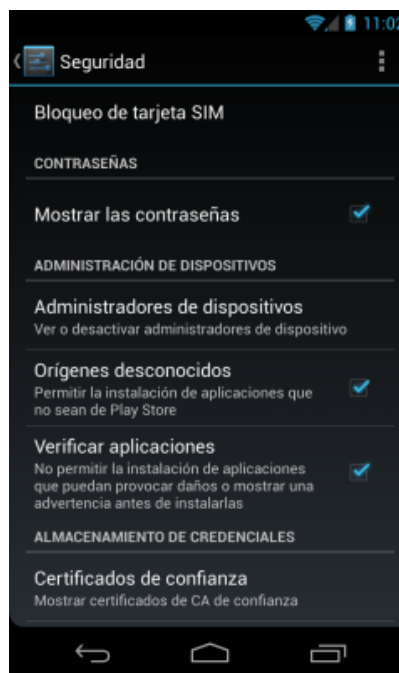 11:02
Seguridad
Bloqueo de tarjeta SIM
CONTRASEÑAS
Mostrar las contraseñas
ADMINISTRACIÓN DE DISPOSITIVOS
Administradores de dispositivos
Ver o desactivar administradores de dispositivo
Orígenes desconocidos
Permitir la instalación de aplicaciones que
no sean de Play Store
Verificar aplicaciones
No permitir la instalación de aplicaciones
que puedan provocar daños o mostrar una
advertencia antes de instalarlas
ALMACENAMIENTO DE CREDENCIALES
Certificados de confianza
Mostrar certificados de CA de confianza